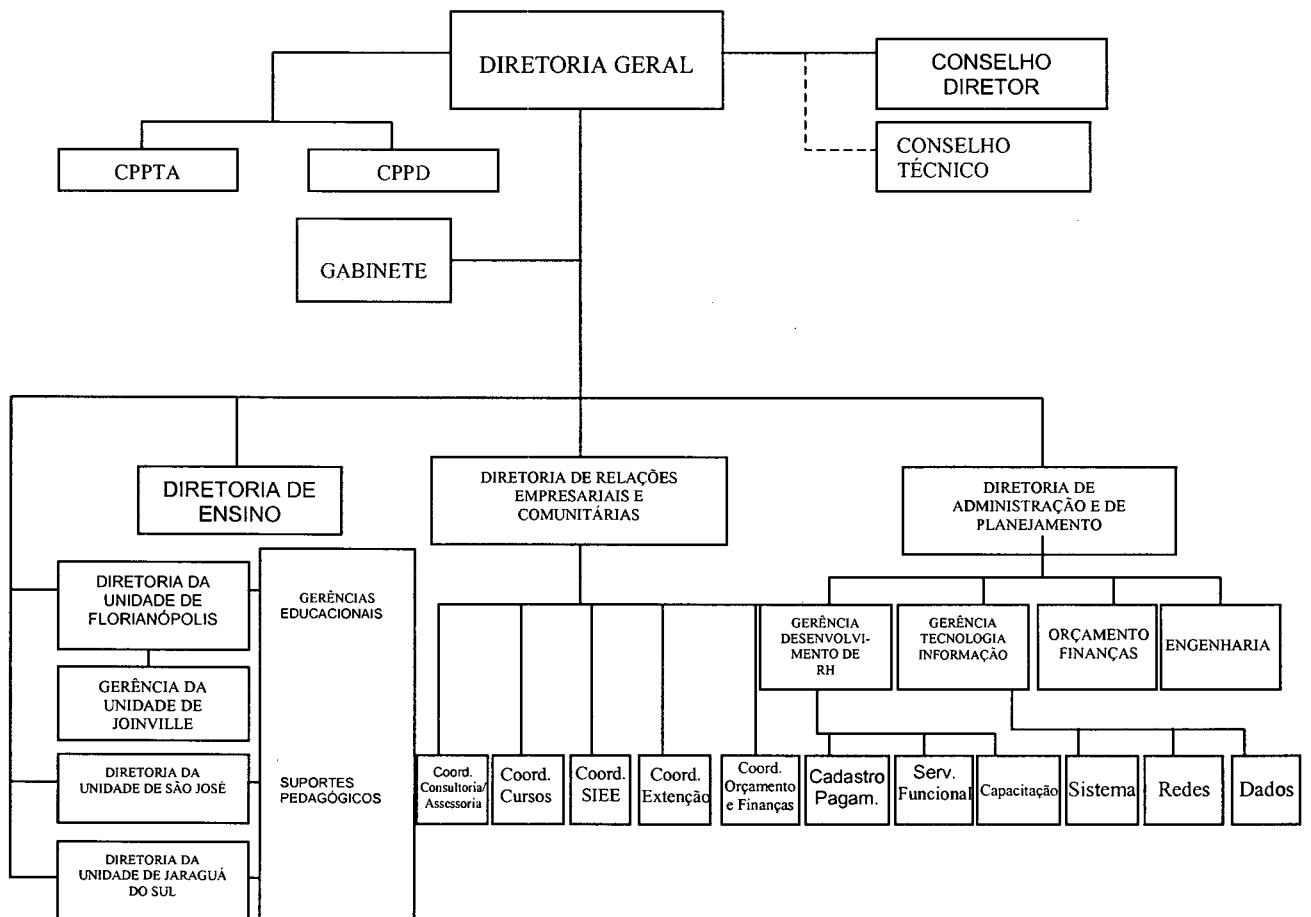 DIRETORIA GERAL
CONSELHO
DIRETOR
CONSELHO
TÉCNICO
CPPTA
CPPD
GABINETE
DIRETORIA DE
ENSINO
DIRETORIA DE RELAÇÕES
EMPRESARIAIS E
COMUNITÁRIAS
DIRETORIA DE
ADMINISTRAÇÃO E DE
PLANEJAMENTO
DIRETORIA DA
UNIDADE DE
FLORIANÓPOLIS
GERÊNCIAS
EDUCACIONAIS
GERÊNCIA
DESENVOLVI-
MENTO DE
RH
GERÊNCIA
TECNOLOGIA
INFORMAÇÃO
ORÇAMENTO
FINANÇAS
ENGENHARIA
GERÊNCIA DA
UNIDADE DE
JOINVILLE
DIRETORIA DA
UNIDADE DE SÃO JOSÉ
SUPORTES
PEDAGÓGICOS
Coord.
Consultoria/
Assessoria
Coord.
Cursos
Coord.
SIEE
Coord.
Extenção
Coord.
Orçamento
e Finanças
Cadastro
Pagam.
Serv.
Funcional
Capacitação
Sistema
Redes
Dados
DIRETORIA DA
UNIDADE DE JARAGUÁ
DO SUL